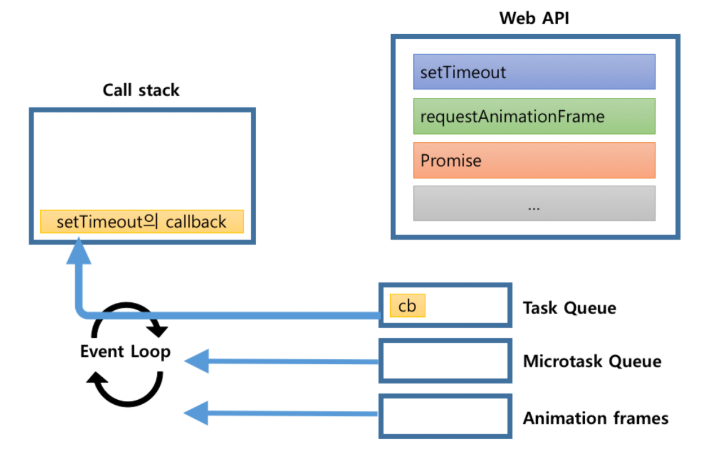 Web API
setTimeout
requestAnimationFrame
Promise
...
Call stack
setTimeout의 callback
cb
Task Queue
Event Loop
Microtask Queue
Animation frames